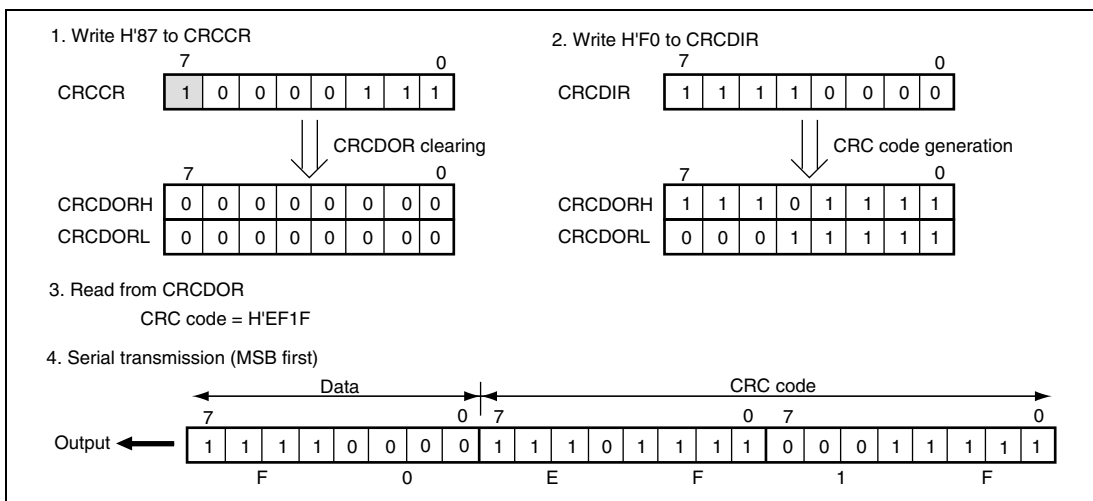 1. Write H'87 to CRCCR
7 0
CRCCR 1 0 0 0 0 1 1 1
CRCDOR clearing
7 0
CRCDORH 0 0 0 0 0 0 0 0
CRCDORL 0 0 0 0 0 0 0 0
2. Write H'F0 to CRCDIR
7 0
CRCDIR 1 1 1 1 0 0 0 0
CRC code generation
7 0
CRCDORH 1 1 1 0 1 1 1 1
CRCDORL 0 0 0 1 1 1 1 1
3. Read from CRCDOR
CRC code = H'EF1F
4. Serial transmission (MSB first)
Data CRC code
7 0 7 0 7 0
Output 1 1 1 1 0 0 0 0 1 1 1 0 1 1 1 1 0 0 0 1 1 1 1 1
F 0 E F 1 F